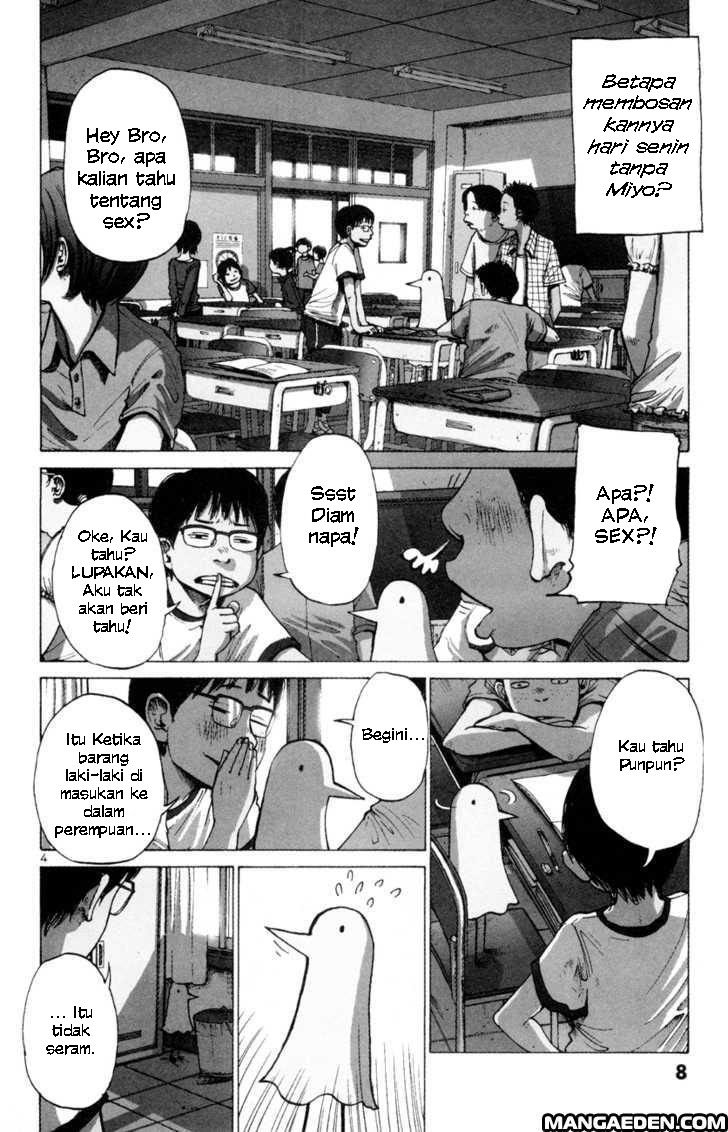 Betapa
membosan
kannya
hari senin
tanpa
Miyo?
Hey Bro,
Bro, apa
kalian tahu
tentang
sex?
Apa?!
APA,
SEX?!
Ssst
Diam
napa!
Oke, Kau
tahu?
LUPAKAN,
Aku tak
akan beri
tahu!
Kau tahu
Punpun?
Begini...
Itu Ketika
barang
laki-laki di
masukan ke
dalam
perempuan...
4
... Itu
tidak
seram.
8
MANGAEDEN.COM